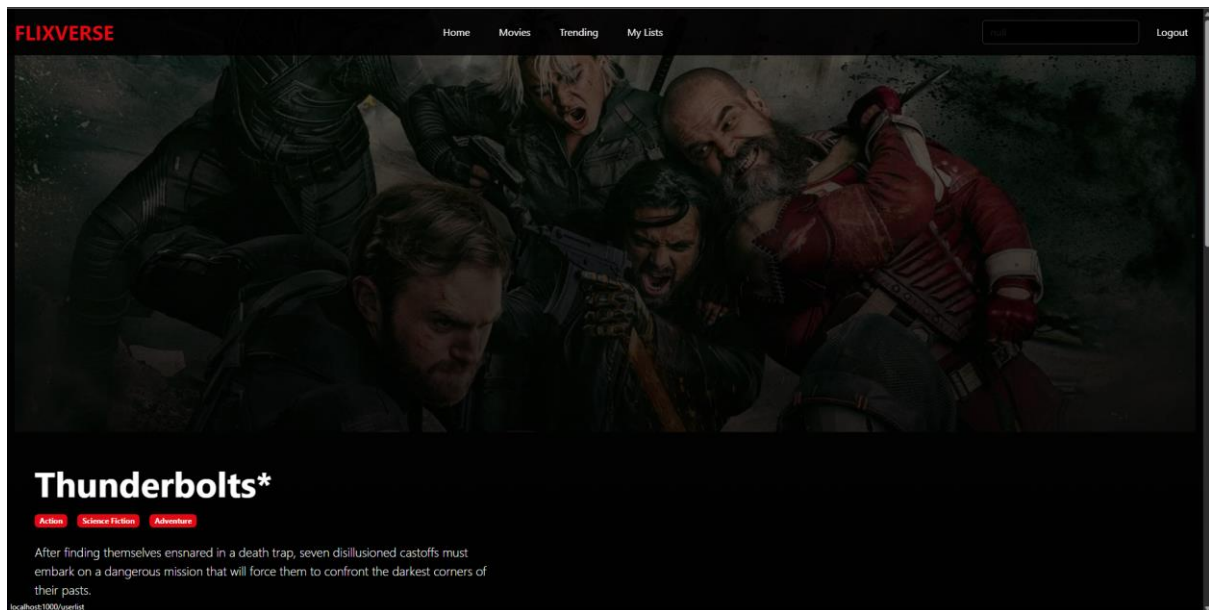 FLIXVERSE
Home Movies Trending My Lists
null
Logout
Thunderbolts*
Action Science Fiction Adventure
After finding themselves ensnared in a death trap, seven disillusioned castoffs must
embark on a dangerous mission that will force them to confront the darkest corners of
their pasts.
localhost:1000/userlist